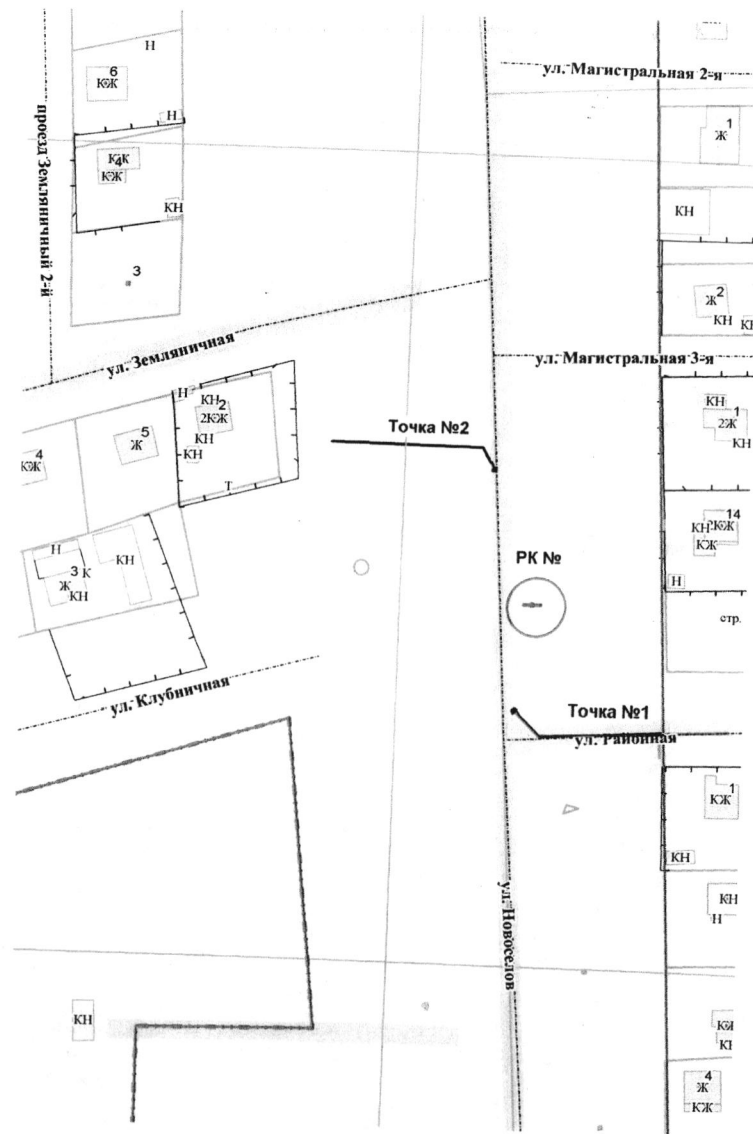 Н
6
КЖ
Н
КЖ
4
КЖ
КН
3
проезд Земляничный 2-й
ул. Магистральная 2-я
1
Ж
КН
2
Ж
КН
ул. Земляничная
ул. Магистральная 3-я
Н
КН
2
2КЖ
КН
КН
Т
5
Ж
4
КЖ
Точка №2
КН
1
2Ж
КН
14
КН
2КЖ
КЖ
Н
стр.
Н
3
К
Ж
КН
КН
РК №
ул. Клубничная
Точка №1
ул. Районная
1
КЖ
КН
КН
Н
ул. Новоселов
КН
4
Ж
КЖ